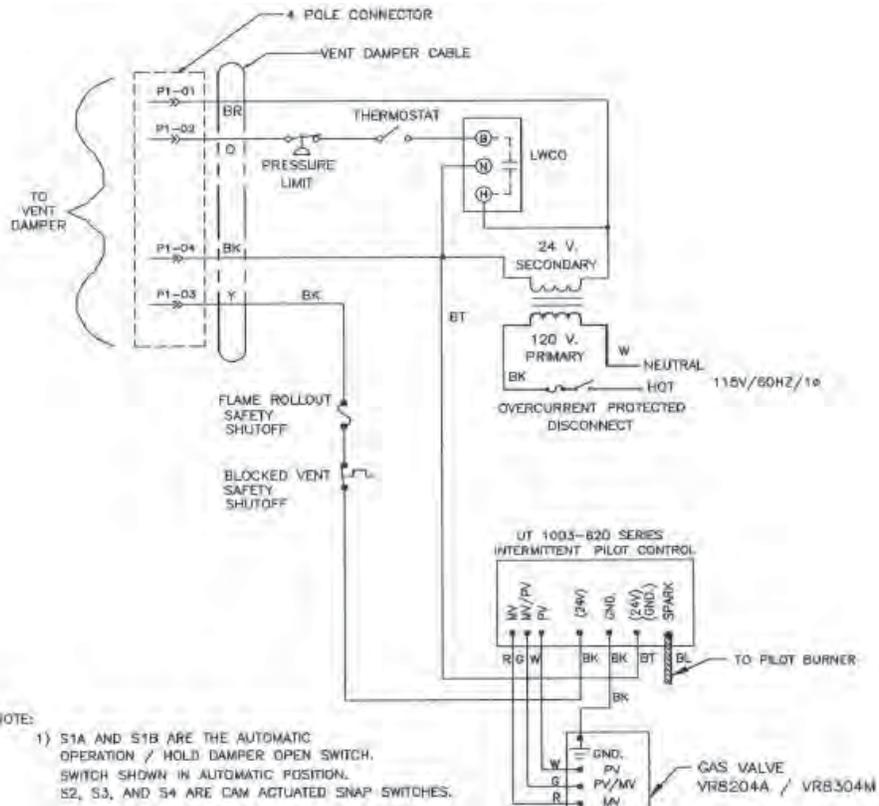 4 POLE CONNECTOR
VENT DAMPER CABLE
P1-01
BR
P1-02
O
PRESSURE
LIMIT
THERMOSTAT
B
N
H
LWCO
TO
VENT
DAMPER
P1-04
BK
P1-03
Y
BK
BT
24 V.
SECONDARY
120 V.
PRIMARY
W
NEUTRAL
BK
HOT
115V/60HZ/1ø
OVERCURRENT PROTECTED
DISCONNECT
FLAME ROLLOUT
SAFETY
SHUTOFF
BLOCKED VENT
SAFETY
SHUTOFF
UT 1003-620 SERIES
INTERMITTENT PILOT CONTROL
MV
MV/PV
PV
(24V)
GND.
(24V)
(GND.)
SPARK
R G W BK BK BT BL
TO PILOT BURNER
BK
GND.
W PV
G PV/MV
R MV
GAS VALVE
VR8204A / VR8304M
NOTE:
1) S1A AND S1B ARE THE AUTOMATIC
OPERATION / HOLD DAMPER OPEN SWITCH.
SWITCH SHOWN IN AUTOMATIC POSITION.
S2, S3, AND S4 ARE CAM ACTUATED SNAP SWITCHES.